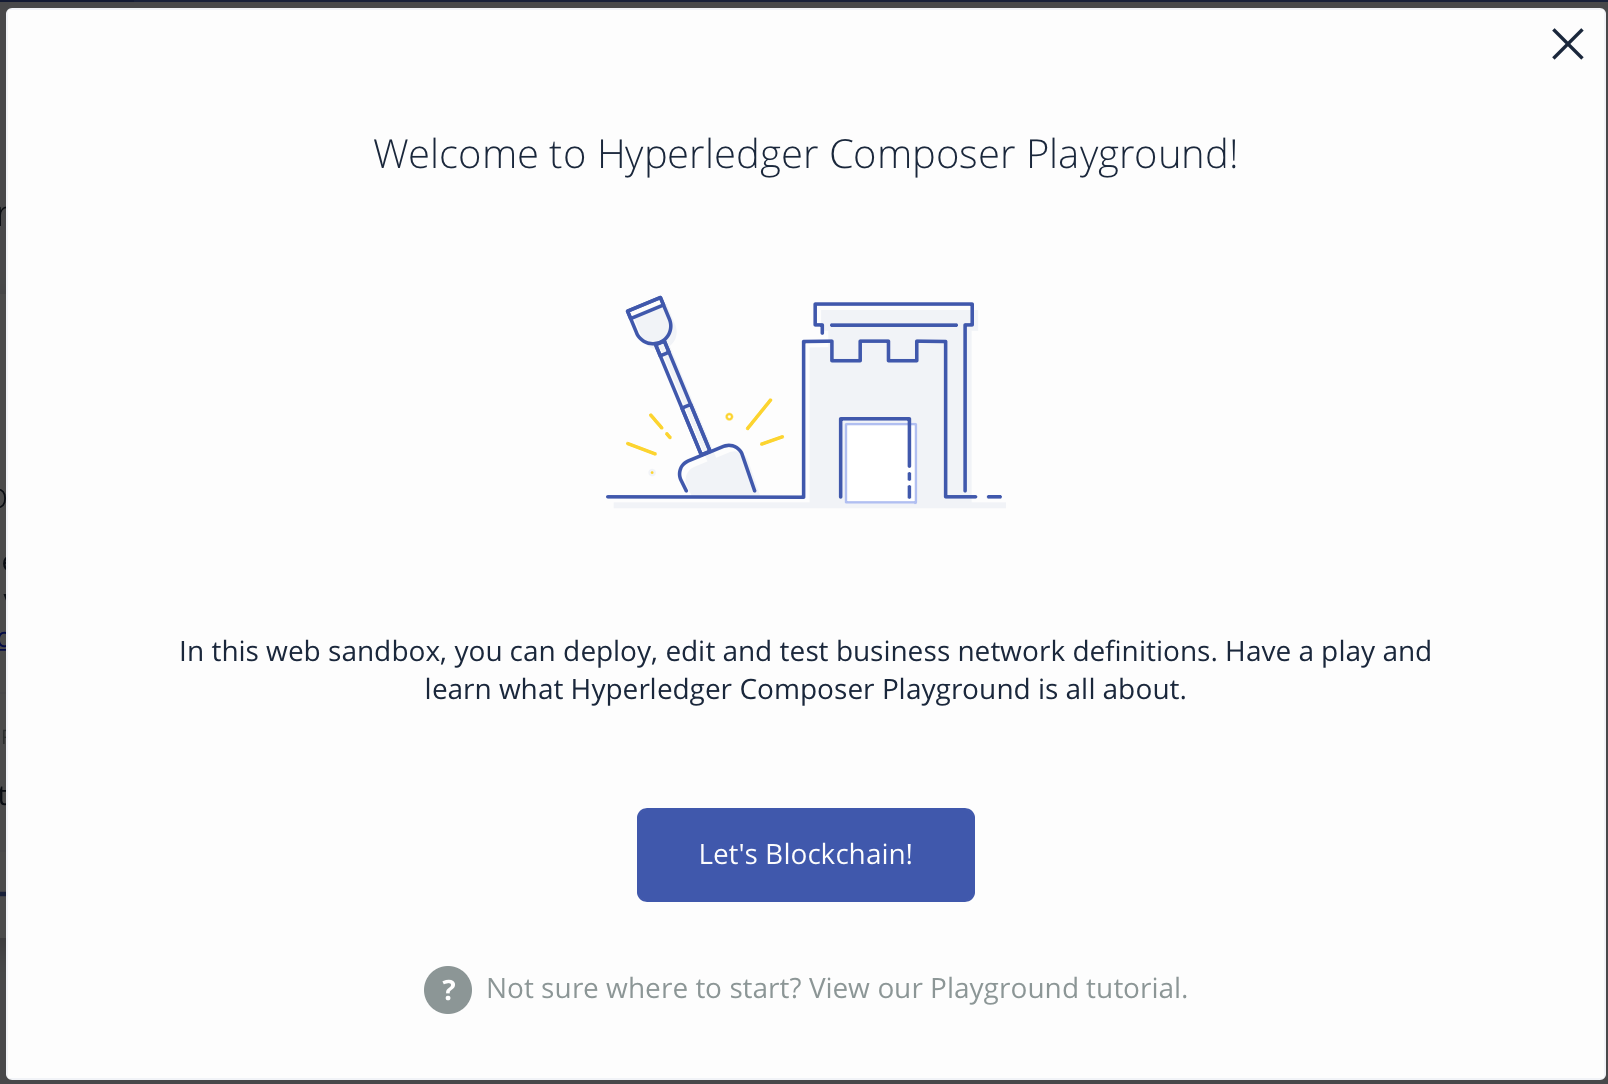 Welcome to Hyperledger Composer Playground!
In this web sandbox, you can deploy, edit and test business network definitions. Have a play and
learn what Hyperledger Composer Playground is all about.
Let's Blockchain!
? Not sure where to start? View our Playground tutorial.